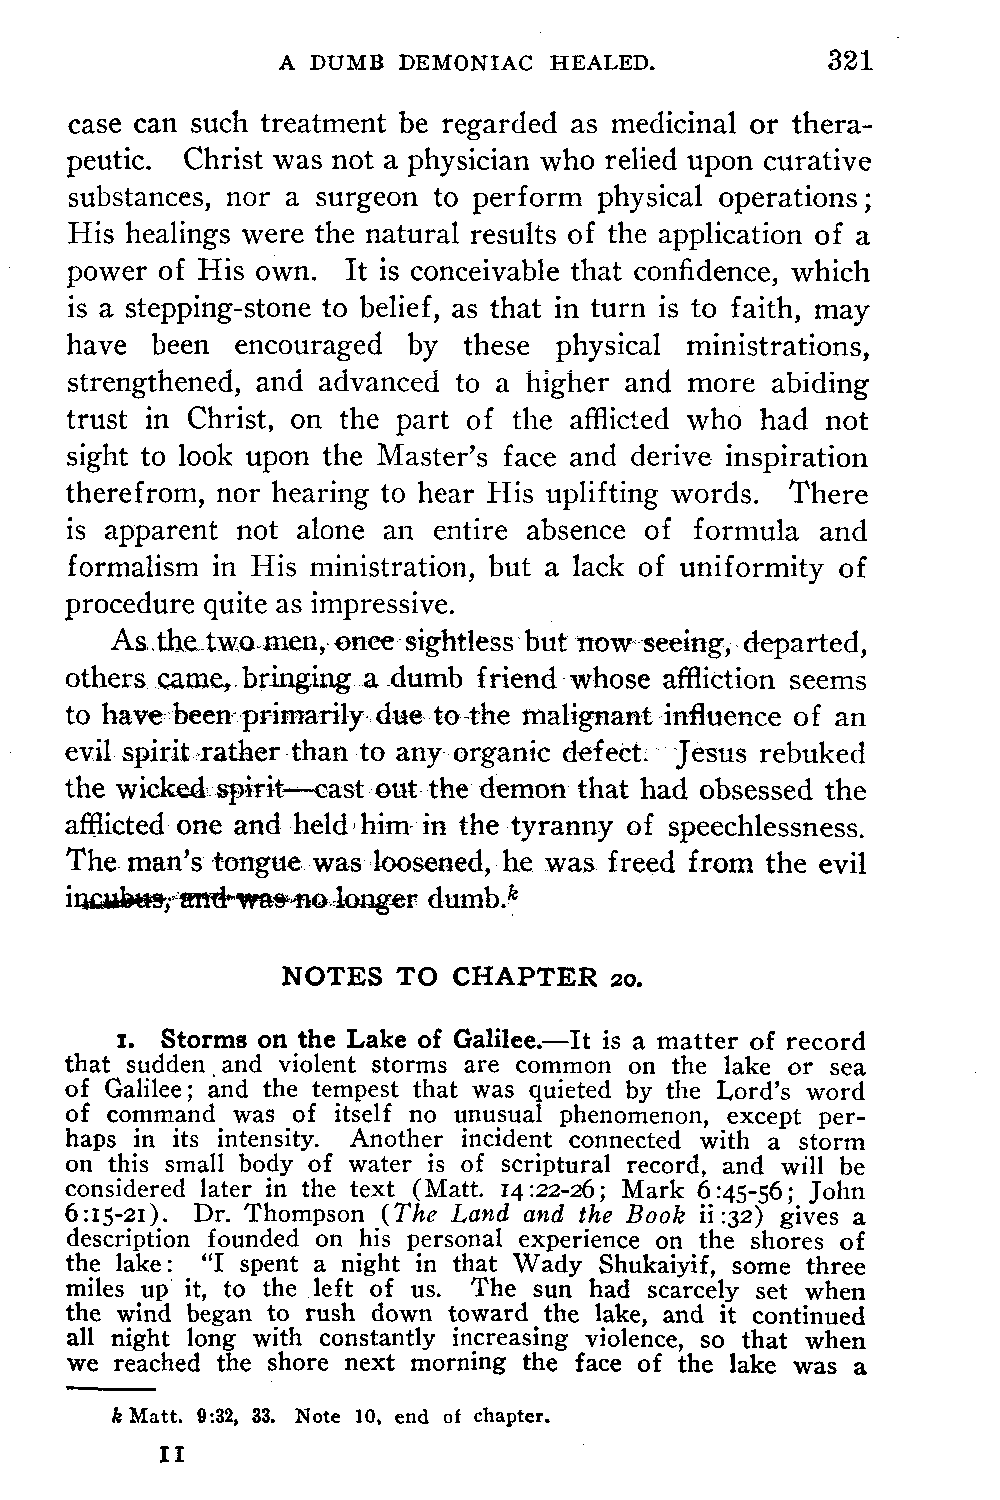 A DUMB DEMONIAC HEALED. 321
case can such treatment be regarded as medicinal or thera-
peutic. Christ was not a physician who relied upon curative
substances, nor a surgeon to perform physical operations;
His healings were the natural results of the application of a
power of His own. It is conceivable that confidence, which
is a stepping-stone to belief, as that in turn is to faith, may
have been encouraged by these physical ministrations,
strengthened, and advanced to a higher and more abiding
trust in Christ, on the part of the afflicted who had not
sight to look upon the Master's face and derive inspiration
therefrom, nor hearing to hear His uplifting words. There
is apparent not alone an entire absence of formula and
formalism in His ministration, but a lack of uniformity of
procedure quite as impressive.
As the two men, once sightless but now seeing, departed,
others came, bringing a dumb friend whose affliction seems
to have been primarily due to the malignant influence of an
evil spirit rather than to any organic defect. Jesus rebuked
the wicked spirit—cast out the demon that had obsessed the
afflicted one and held him in the tyranny of speechlessness.
The man's tongue was loosened, he was freed from the evil
incubus, and was no longer dumb.k
NOTES TO CHAPTER 20.
1. Storms on the Lake of Galilee.—It is a matter of record
that sudden and violent storms are common on the lake or sea
of Galilee; and the tempest that was quieted by the Lord's word
of command was of itself no unusual phenomenon, except per-
haps in its intensity. Another incident connected with a storm
on this small body of water is of scriptural record, and will be
considered later in the text (Matt. 14:22-26; Mark 6:45-56; John
6:15-21). Dr. Thompson (The Land and the Book ii:32) gives a
description founded on his personal experience on the shores of
the lake: "I spent a night in that Wady Shukaiyif, some three
miles up it, to the left of us. The sun had scarcely set when
the wind began to rush down toward the lake, and it continued
all night long with constantly increasing violence, so that when
we reached the shore next morning the face of the lake was a
k Matt. 9:32, 33. Note 10, end of chapter.
11